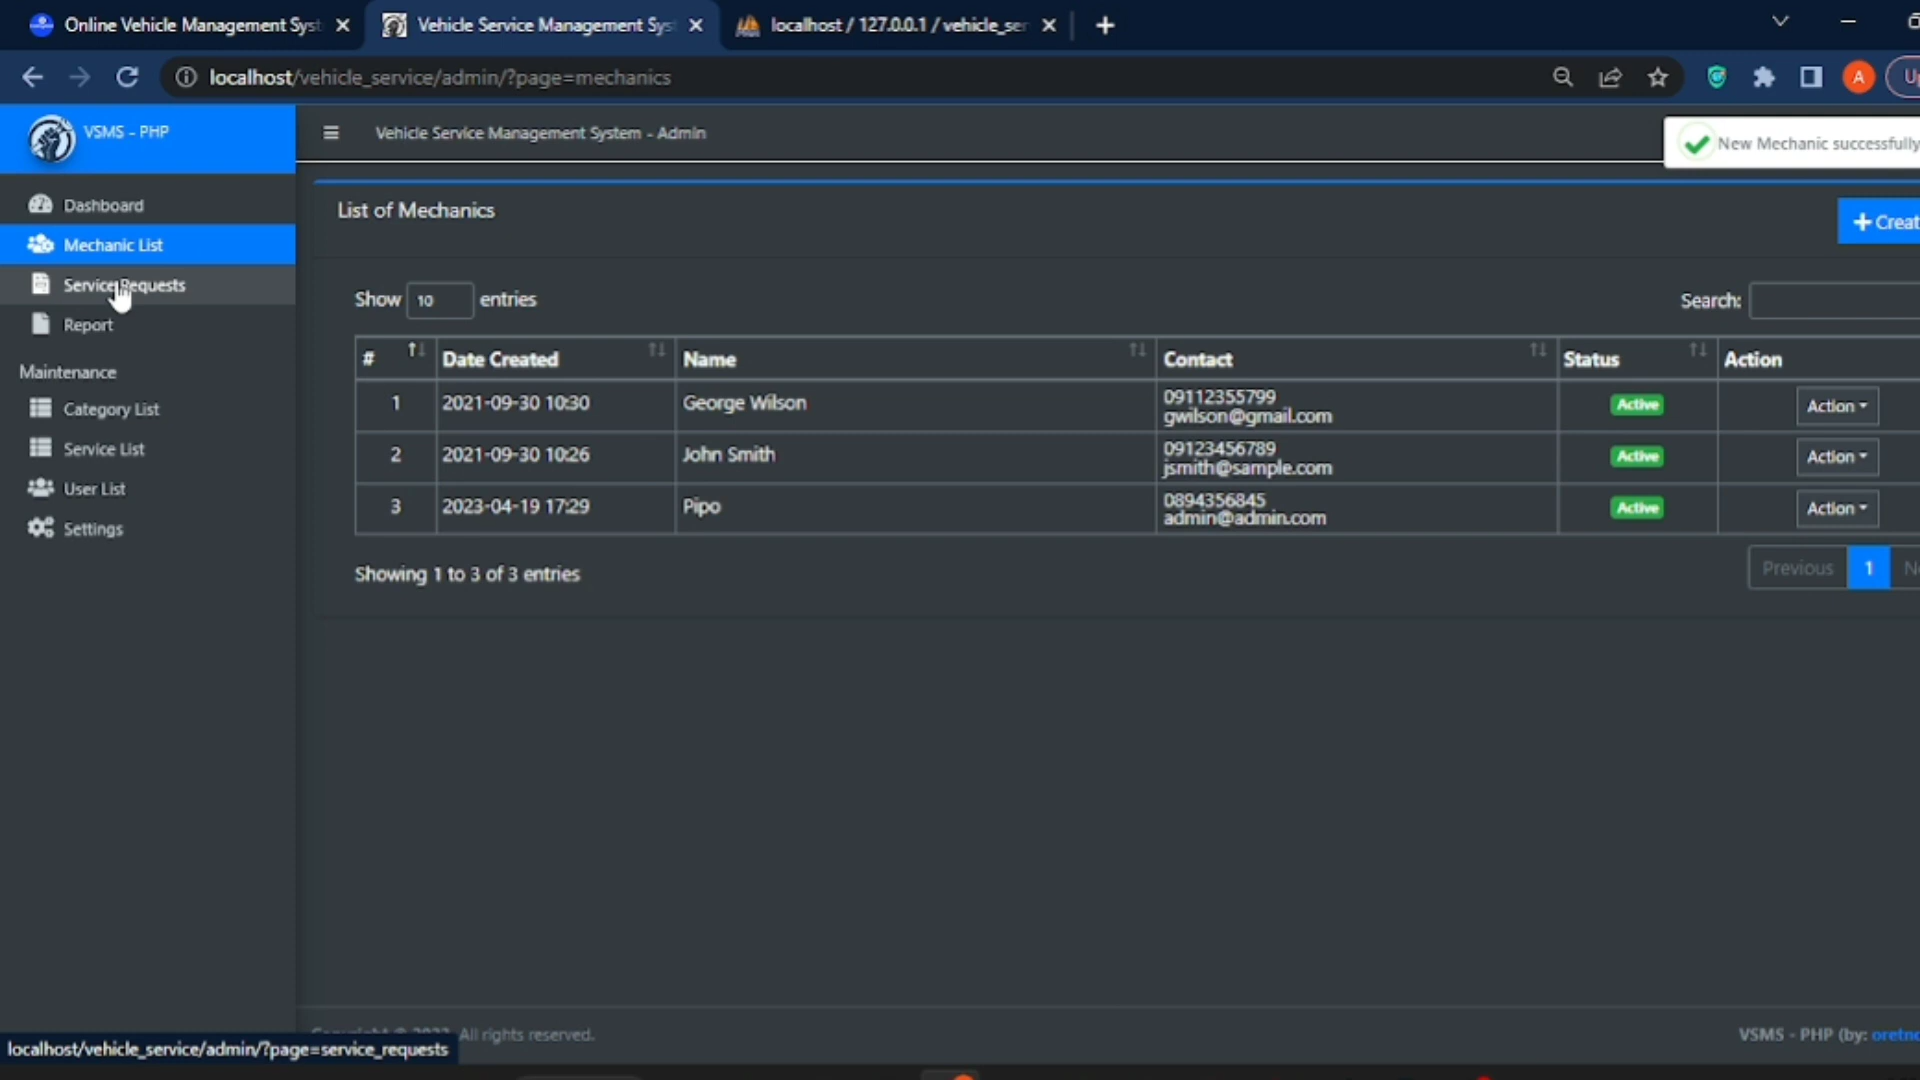 Online Vehicle Management Syst
Vehicle Service Management Sys
localhost / 127.0.0.1 / vehicle_ser
localhost/vehicle_service/admin/?page=mechanics
A
Up
VSMS - PHP
Vehicle Service Management System - Admin
New Mechanic successfully
Dashboard
Mechanic List
Service Requests
Report
Maintenance
Category List
Service List
User List
Settings
List of Mechanics
+ Creat
Show 10 entries
Search:
# Date Created Name Contact Status Action
1 2021-09-30 10:30 George Wilson 09112355799 Active Action
gwilson@gmail.com
2 2021-09-30 10:26 John Smith 09123456789 Active Action
jsmith@sample.com
3 2023-04-19 17:29 Pipo 0894356845 Active Action
admin@admin.com
Showing 1 to 3 of 3 entries
Previous 1 Ne
All rights reserved.
VSMS - PHP (by: oretnc
localhost/vehicle_service/admin/?page=service_requests